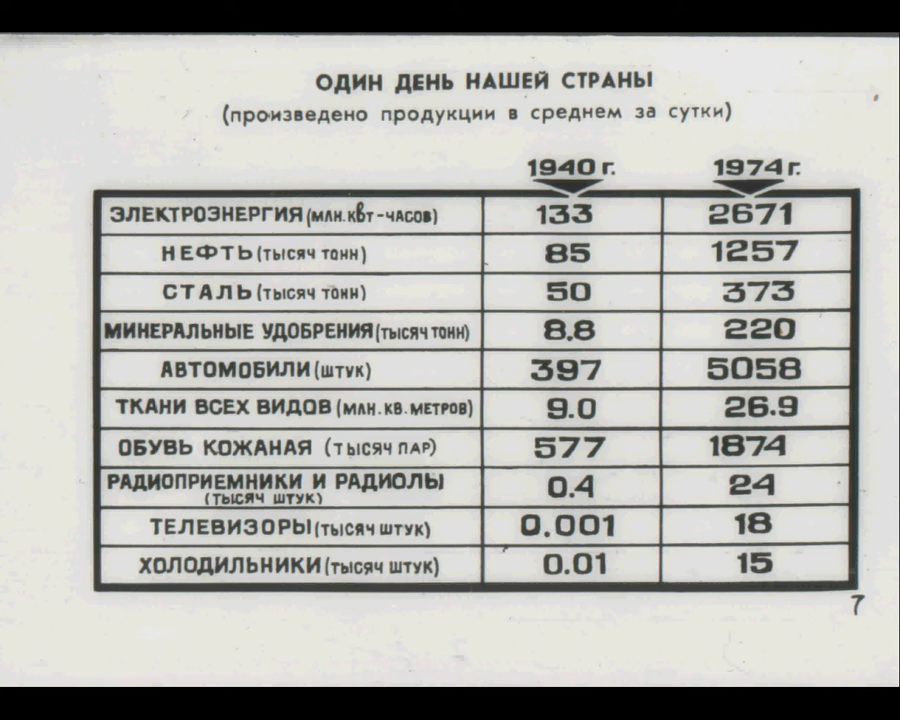 ОДИН ДЕНЬ НАШЕЙ СТРАНЫ
(произведено продукции в среднем за сутки)
1940 г. 1974 г.
ЭЛЕКТРОЭНЕРГИЯ (МЛН. КВТ-ЧАСОВ) 133 2671
НЕФТЬ (ТЫСЯЧ ТОНН) 85 1257
СТАЛЬ (ТЫСЯЧ ТОНН) 50 373
МИНЕРАЛЬНЫЕ УДОБРЕНИЯ (ТЫСЯЧ ТОНН) 8.8 220
АВТОМОБИЛИ (ШТУК) 397 5058
ТКАНИ ВСЕХ ВИДОВ (МЛН. КВ. МЕТРОВ) 9.0 26.9
ОБУВЬ КОЖАНАЯ (ТЫСЯЧ ПАР) 577 1874
РАДИОПРИЕМНИКИ И РАДИОЛЫ 0.4 24
(ТЫСЯЧ ШТУК)
ТЕЛЕВИЗОРЫ (ТЫСЯЧ ШТУК) 0.001 18
ХОЛОДИЛЬНИКИ (ТЫСЯЧ ШТУК) 0.01 15
7